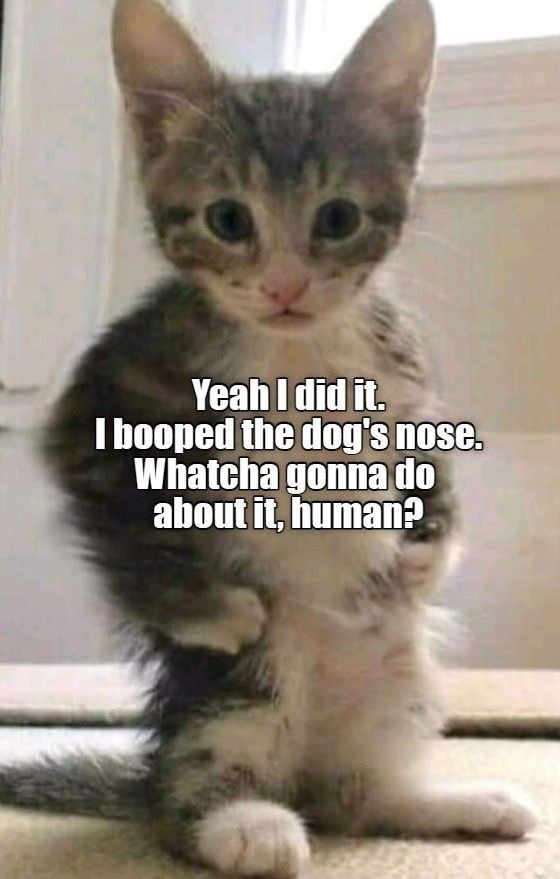 Yeah I did it.
I booped the dog's nose.
Whatcha gonna do
about it, human?